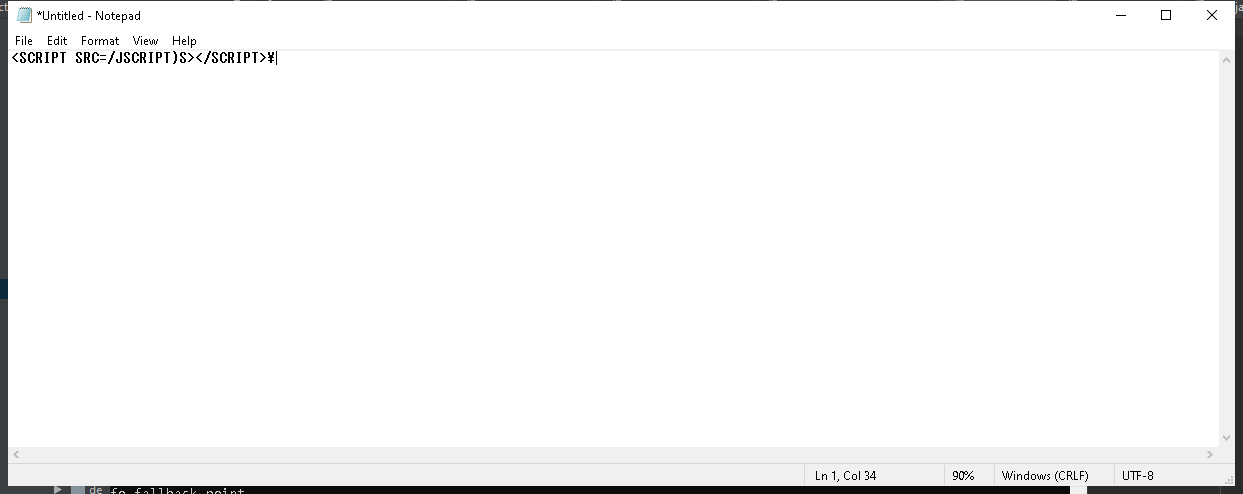 *Untitled - Notepad
File Edit Format View Help
<SCRIPT SRC=/JSCRIPT)S></SCRIPT>¥
Ln 1, Col 34 90% Windows (CRLF) UTF-8
de fo fallback point